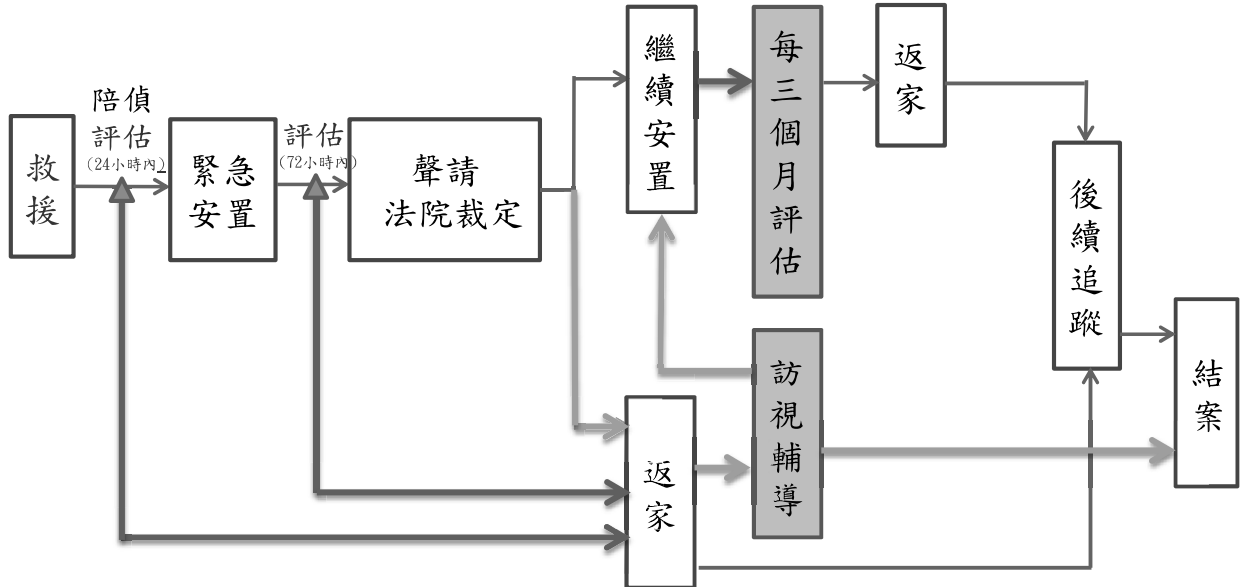 救援
陪偵
評估
(24小時內)
緊急
安置
評估
(72小時內)
聲請
法院裁定
繼續安置
每三個月評估
返家
後續追蹤
結案
訪視輔導
返家